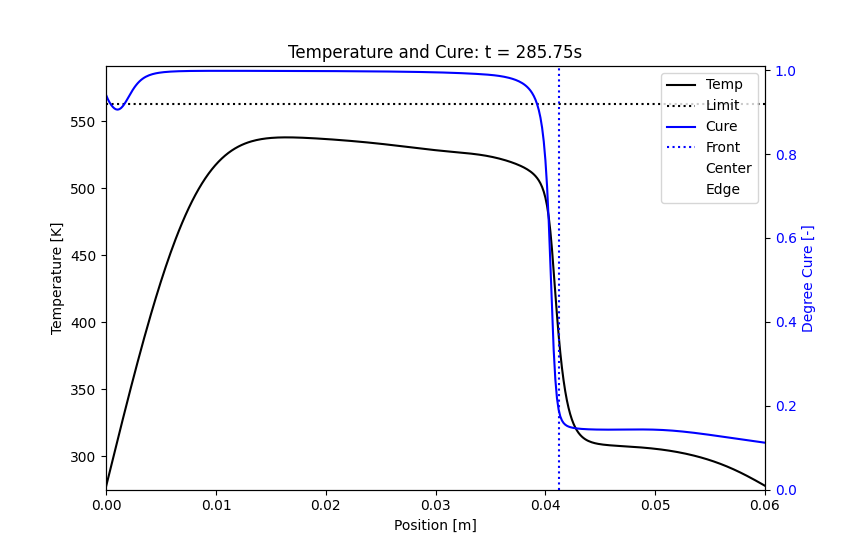 Temperature and Cure: t = 285.75s
Temp
Limit
Cure
Front
Center
Edge
Temperature [K]
550
500
450
400
350
300
Degree Cure [-]
1.0
0.8
0.6
0.4
0.2
0.0
0.00 0.01 0.02 0.03 0.04 0.05 0.06
Position [m]